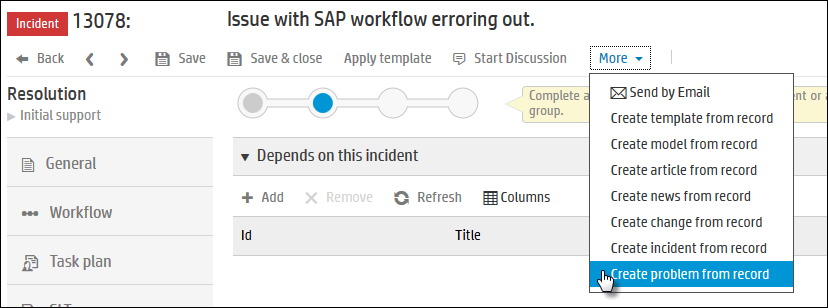 Incident 13078: Issue with SAP workflow erroring out.
Back Save Save & close Apply template Start Discussion More
Resolution
Initial support
General
Workflow
Task plan
Complete a
group.
ent or a
Depends on this incident
Add Remove Refresh Columns
Id Title
Send by Email
Create template from record
Create model from record
Create article from record
Create news from record
Create change from record
Create incident from record
Create problem from record